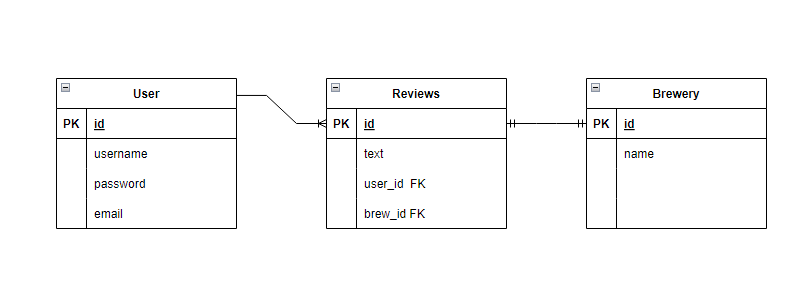 User
PK id
username
password
email
Reviews
PK id
text
user_id  FK
brew_id FK
Brewery
PK id
name